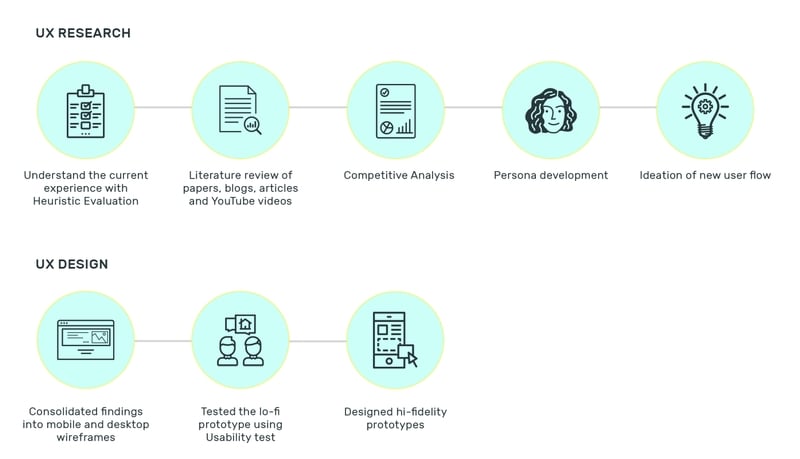 UX RESEARCH
Understand the current
experience with
Heuristic Evaluation
Literature review of
papers, blogs, articles
and YouTube videos
Competitive Analysis
Persona development
Ideation of new user flow
UX DESIGN
Consolidated findings
into mobile and desktop
wireframes
Tested the lo-fi
prototype using
Usability test
Designed hi-fidelity
prototypes